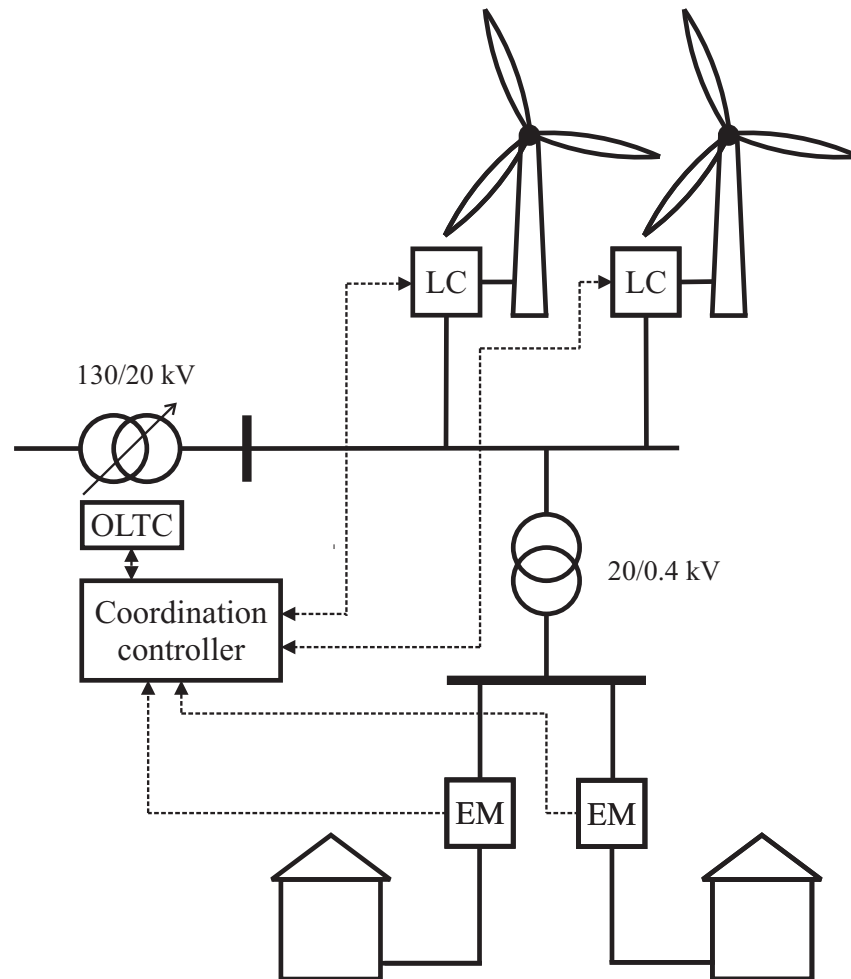 LC
LC
130/20 kV
OLTC
20/0.4 kV
Coordination
controller
EM
EM